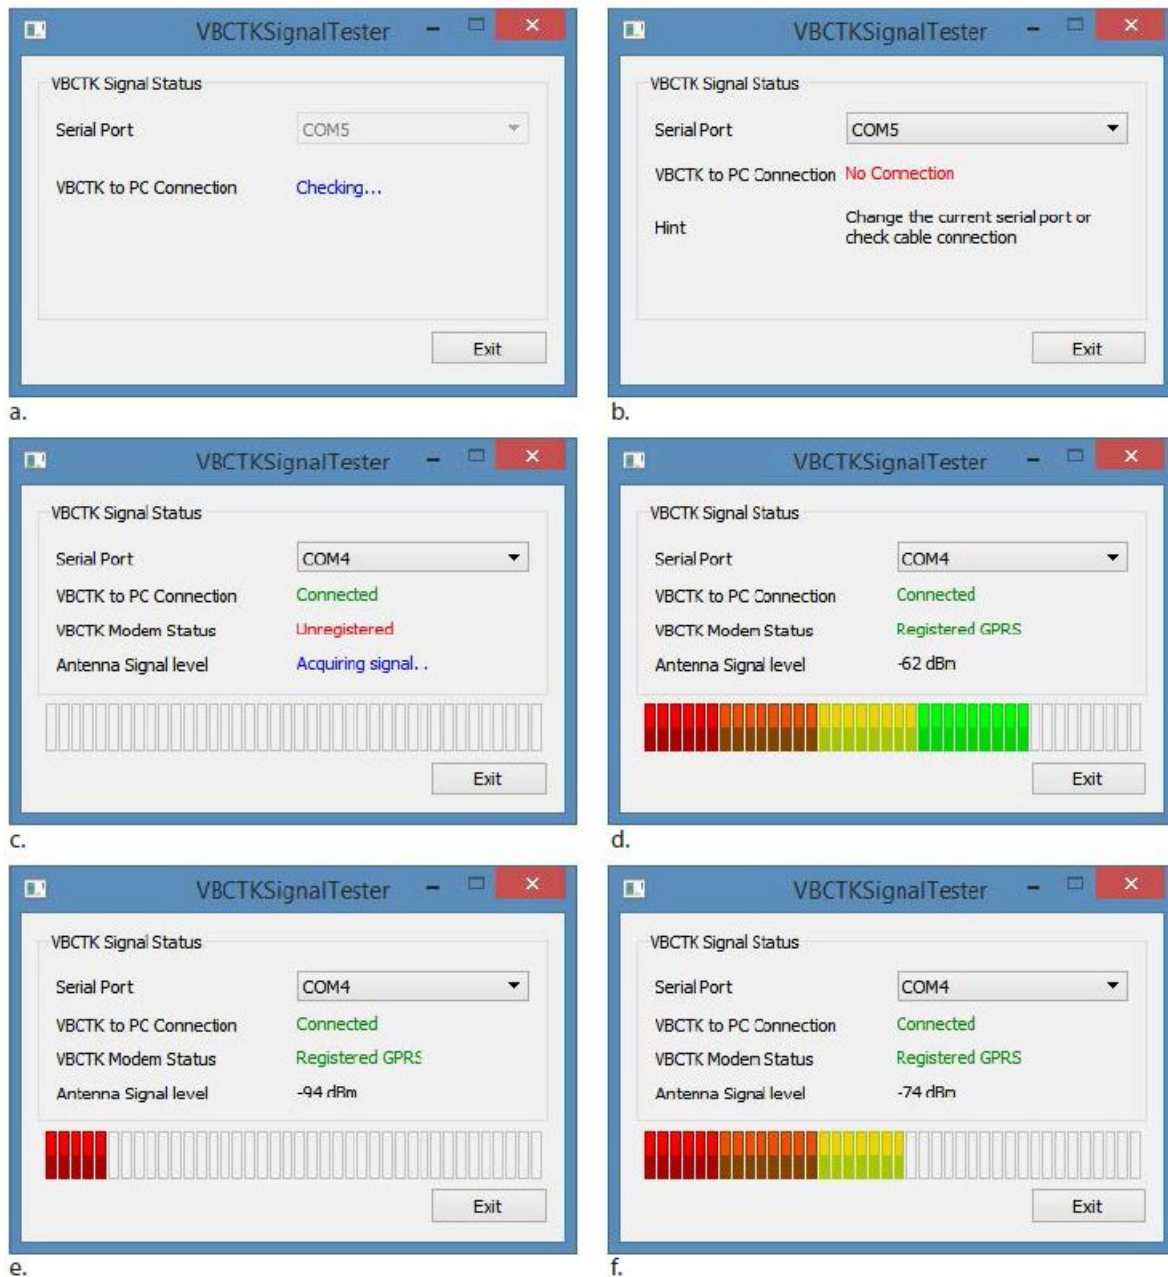 VBCTKSignalTester
VBCTK Signal Status
Serial Port COM5
VBCTK to PC Connection Checking...
Exit
a.
VBCTKSignalTester
VBCTK Signal Status
Serial Port COM5
VBCTK to PC Connection No Connection
Hint Change the current serial port or
check cable connection
Exit
b.
VBCTKSignalTester
VBCTK Signal Status
Serial Port COM4
VBCTK to PC Connection Connected
VBCTK Modem Status Unregistered
Antenna Signal level Acquiring signal..
Exit
c.
VBCTKSignalTester
VBCTK Signal Status
Serial Port COM4
VBCTK to PC Connection Connected
VBCTK Modem Status Registered GPRS
Antenna Signal level -62 dBm
Exit
d.
VBCTKSignalTester
VBCTK Signal Status
Serial Port COM4
VBCTK to PC Connection Connected
VBCTK Modem Status Registered GPRS
Antenna Signal level -94 dBm
Exit
e.
VBCTKSignalTester
VBCTK Signal Status
Serial Port COM4
VBCTK to PC Connection Connected
VBCTK Modem Status Registered GPRS
Antenna Signal level -74 dBm
Exit
f.